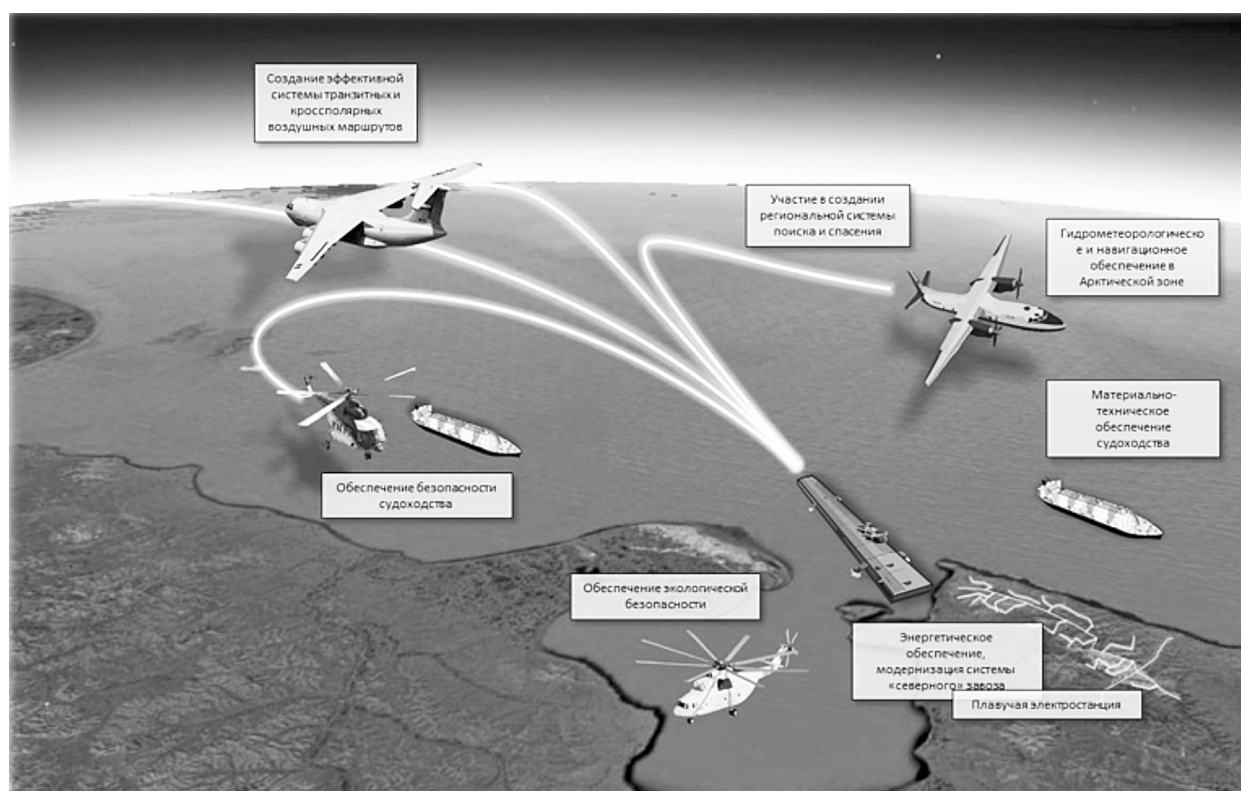 Создание эффективной
системы транзитных и
кроссполярных
воздушных маршрутов
Участие в создании
региональной системы
поиска и спасения
Гидрометеорологическо
е и навигационное
обеспечение в
Арктической зоне
Материально-
техническое
обеспечение
судоходства
Обеспечение безопасности
судоходства
Обеспечение экологической
безопасности
Энергетическое
обеспечение,
модернизация системы
«северного» завоза
Плавучая электростанция